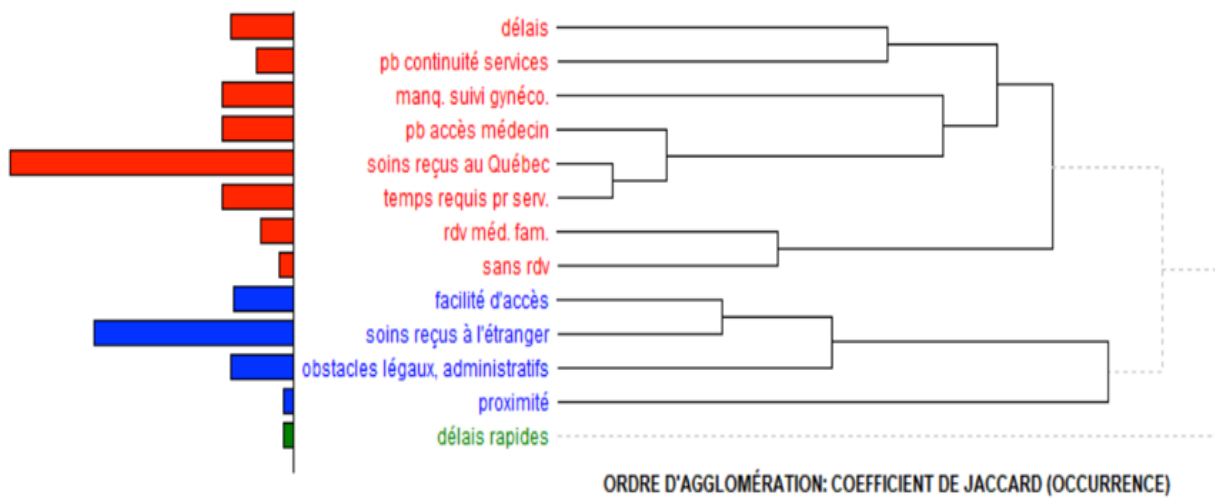 délais
pb continuité services
manq. suivi gynéco.
pb accès médecin
soins reçus au Québec
temps requis pr serv.
rdv méd. fam.
sans rdv
facilité d'accès
soins reçus à l'étranger
obstacles légaux, administratifs
proximité
délais rapides
ORDRE D'AGGLOMÉRATION: COEFFICIENT DE JACCARD (OCCURRENCE)